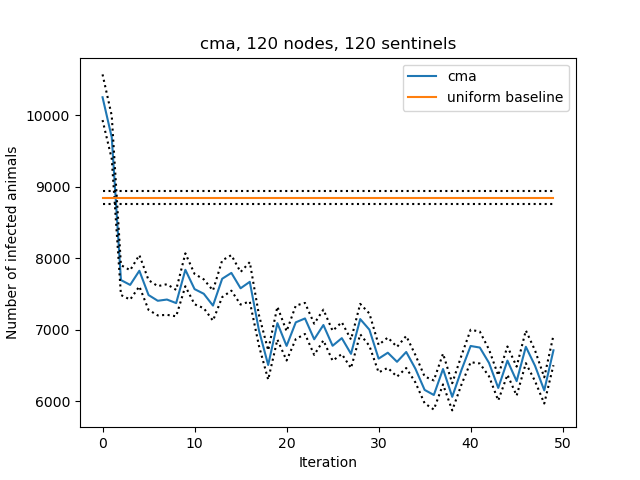 cma, 120 nodes, 120 sentinels
cma
uniform baseline
Number of infected animals
10000
9000
8000
7000
6000
0 10 20 30 40 50
Iteration